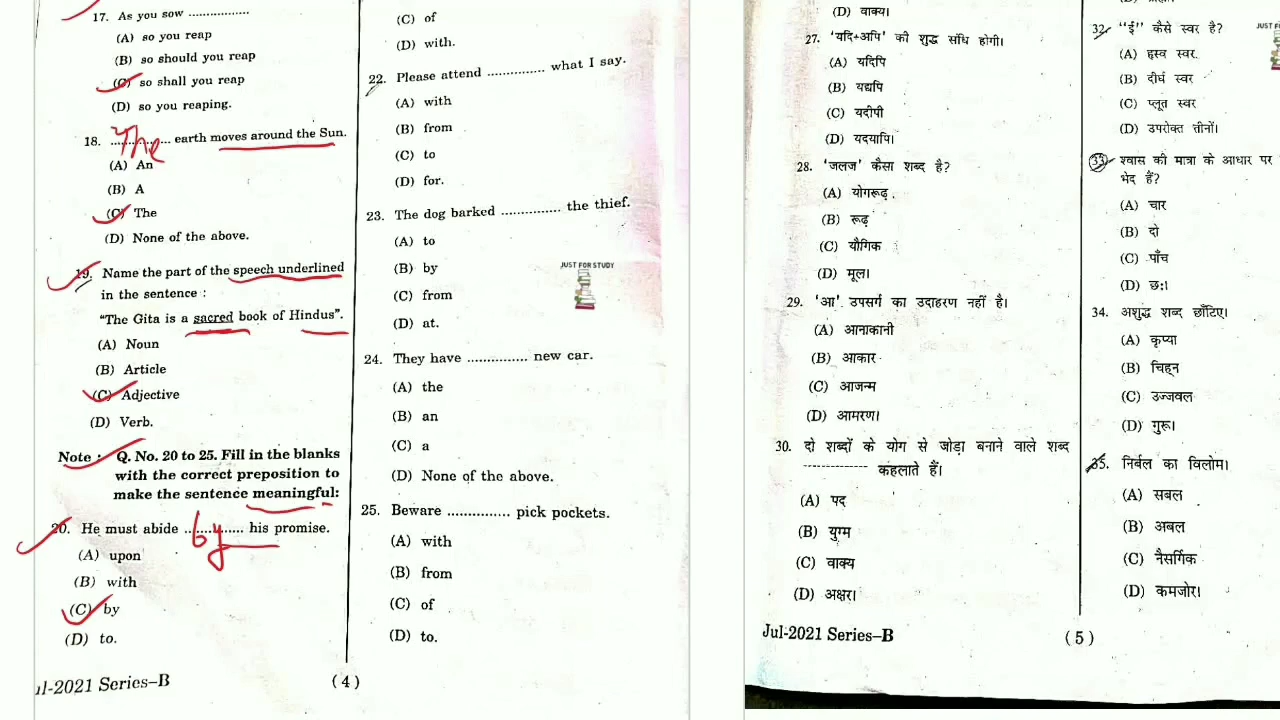 17. As you sow ................
(A) so you reap
(B) so should you reap
(C) so shall you reap
(D) so you reaping.
18. ................ earth moves around the Sun.
The
(A) An
(B) A
(C) The
(D) None of the above.
19. Name the part of the speech underlined
in the sentence :
"The Gita is a sacred book of Hindus".
(A) Noun
(B) Article
(C) Adjective
(D) Verb.
Note : Q. No. 20 to 25. Fill in the blanks
with the correct preposition to
make the sentence meaningful:
20. He must abide ............... his promise.
by
(A) upon
(B) with
(C) by
(D) to.
Jul-2021 Series-B
(4)
(C) of
(D) with.
22. Please attend ............... what I say.
(A) with
(B) from
(C) to
(D) for.
23. The dog barked ............... the thief.
(A) to
(B) by
(C) from
(D) at.
JUST FOR STUDY
24. They have ............... new car.
(A) the
(B) an
(C) a
(D) None of the above.
25. Beware ............... pick pockets.
(A) with
(B) from
(C) of
(D) to.
(D) वाक्य।
27. 'यदि+अपि' की शुद्ध संधि होगी।
(A) यदिपि
(B) यद्यपि
(C) यदीपी
(D) यदयापि।
28. 'जलज' कैसा शब्द है?
(A) योगरूढ़
(B) रूढ़
(C) यौगिक
(D) मूल।
29. 'आ' उपसर्ग का उदाहरण नहीं है।
(A) आनाकानी
(B) आकार
(C) आजन्म
(D) आमरण।
30. दो शब्दों के योग से जोड़ा बनाने वाले शब्द
------------- कहलाते हैं।
(A) पद
(B) युग्म
(C) वाक्य
(D) अक्षर।
Jul-2021 Series-B
(5)
32. "ई" कैसे स्वर है?
JUST
(A) हृस्व स्वर
(B) दीर्घ स्वर
(C) प्लूत स्वर
(D) उपरोक्त तीनों।
33. श्वास की मात्रा के आधार पर
भेद हैं?
(A) चार
(B) दो
(C) पाँच
(D) छः।
34. अशुद्ध शब्द छाँटिए।
(A) कृप्या
(B) चिह्न
(C) उज्जवल
(D) गुरू।
35. निर्बल का विलोम।
(A) सबल
(B) अबल
(C) नैसर्गिक
(D) कमजोर।